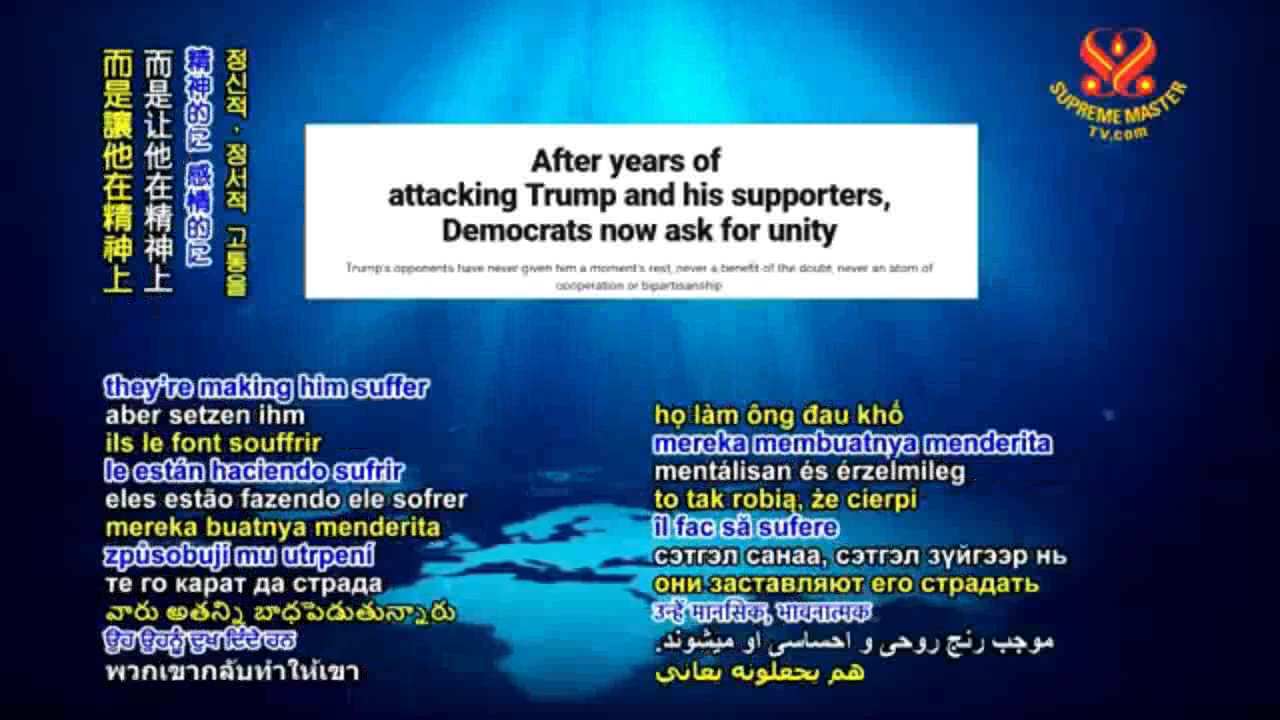 而是讓他在精神上
而是让他在精神上
精神的に 感情的に
정신적, 정서적 고통을
SUPREME MASTER
TV.com
After years of
attacking Trump and his supporters,
Democrats now ask for unity
Trump's opponents have never given him a moment's rest, never a benefit of the doubt, never an atom of
cooperation or bipartisanship
they're making him suffer
aber setzen ihm
ils le font souffrir
le están haciendo sufrir
eles estão fazendo ele sofrer
mereka buatnya menderita
způsobují mu utrpení
те го карат да страда
వారు అతన్ని బాధపెడుతున్నారు
ਉਹ ਉਹਨੂੰ ਦੁਖ ਦਿੰਦੇ ਹਨ
พวกเขากลับทำให้เขา
họ làm ông đau khổ
mereka membuatnya menderita
mentálisan és érzelmileg
to tak robią, że cierpi
îl fac să sufere
сэтгэл санаа, сэтгэл зүйгээр нь
они заставляют его страдать
उन्हें मानसिक, भावनात्मक
موجب رنج روحی و احساسی او میشوند.
هم يجعلونه يعاني